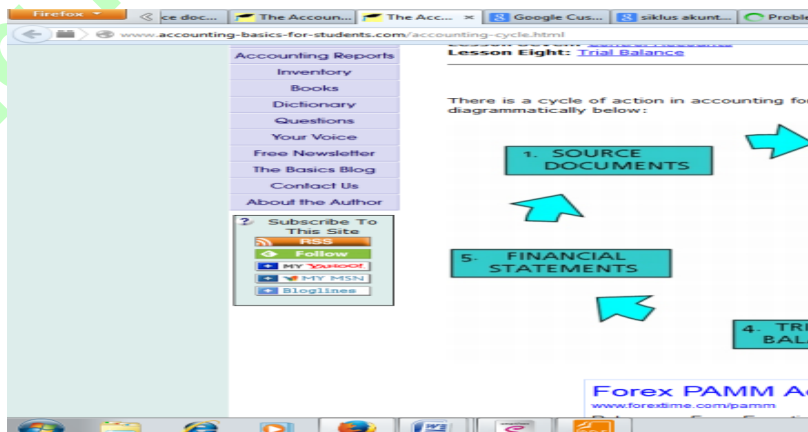 Firefox
ce doc...
The Accoun...
The Acc... ×
Google Cus...
siklus akunt...
Proble
www.accounting-basics-for-students.com/accounting-cycle.html
Accounting Reports
Inventory
Books
Dictionary
Questions
Your Voice
Free Newsletter
The Basics Blog
Contact Us
About the Author
? Subscribe To
This Site
RSS
Follow
+ MY YAHOO!
+ MY MSN
+ Bloglines
Lesson Eight: Trial Balance
There is a cycle of action in accounting fo
diagrammatically below:
1. SOURCE
DOCUMENTS
5. FINANCIAL
STATEMENTS
4. TRI
BALA
Forex PAMM A
www.forextime.com/pamm